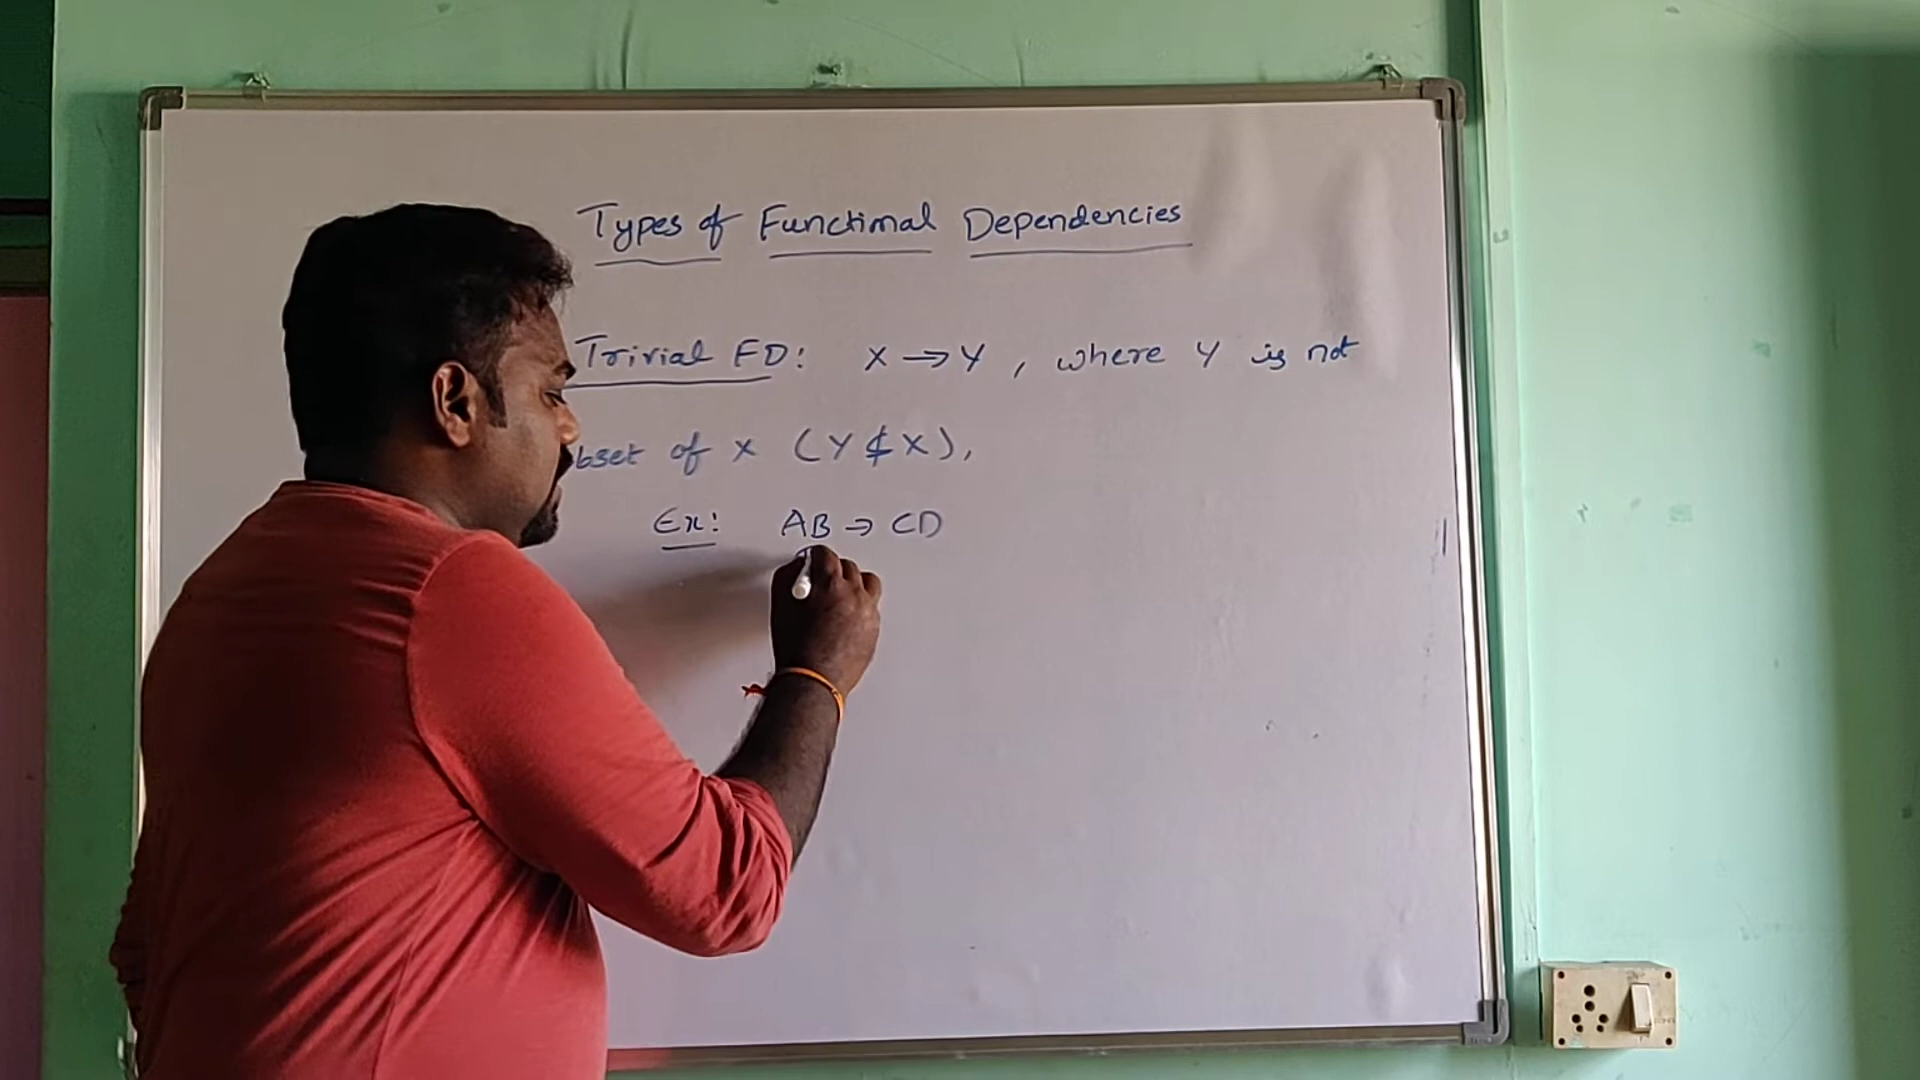 Types of Functional Dependencies
Trivial FD: X → Y, where Y is not
bset of X (Y ⊄ X),
Ex: AB → CD